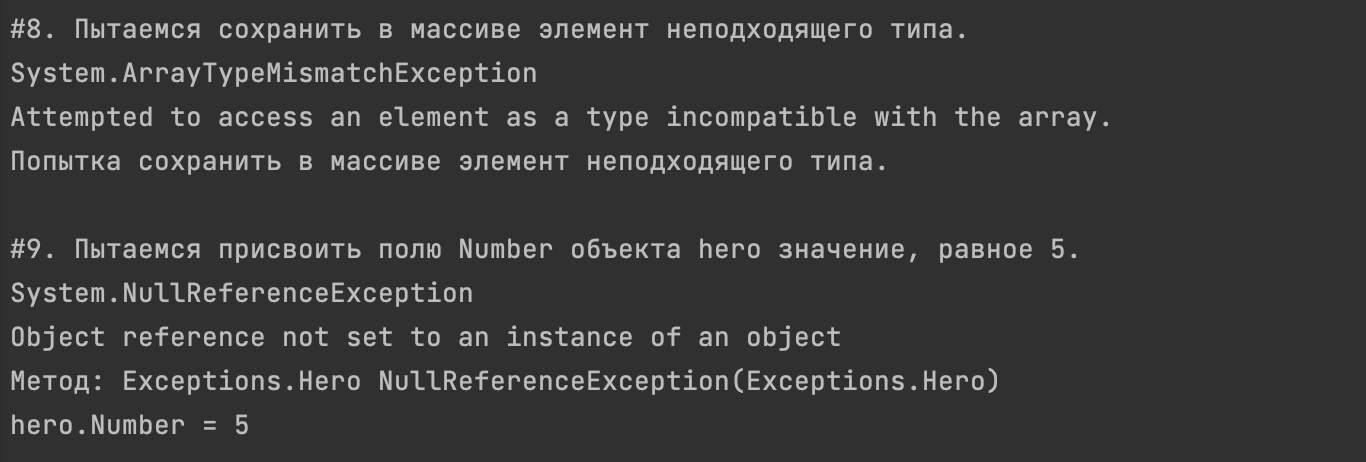 #8. Пытаемся сохранить в массиве элемент неподходящего типа.
System.ArrayTypeMismatchException
Attempted to access an element as a type incompatible with the array.
Попытка сохранить в массиве элемент неподходящего типа.
#9. Пытаемся присвоить полю Number объекта hero значение, равное 5.
System.NullReferenceException
Object reference not set to an instance of an object
Метод: Exceptions.Hero NullReferenceException(Exceptions.Hero)
hero.Number = 5